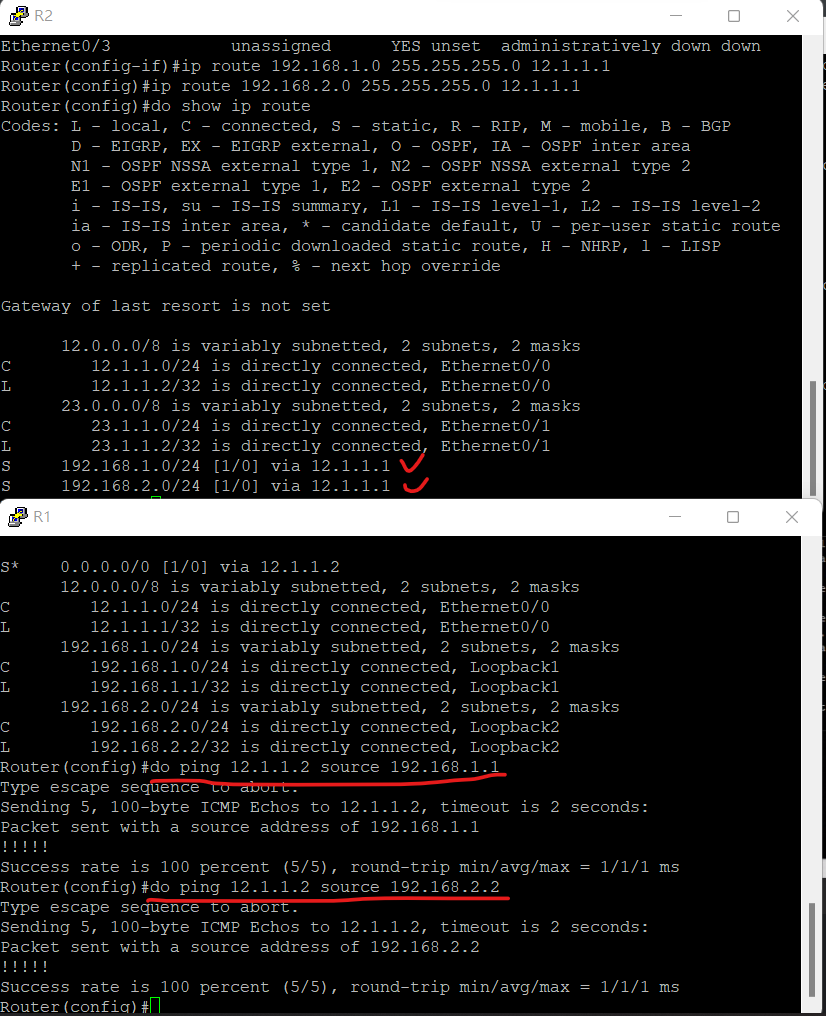 R2
Ethernet0/3 unassigned YES unset administratively down down
Router(config-if)#ip route 192.168.1.0 255.255.255.0 12.1.1.1
Router(config)#ip route 192.168.2.0 255.255.255.0 12.1.1.1
Router(config)#do show ip route
Codes: L - local, C - connected, S - static, R - RIP, M - mobile, B - BGP
D - EIGRP, EX - EIGRP external, O - OSPF, IA - OSPF inter area
N1 - OSPF NSSA external type 1, N2 - OSPF NSSA external type 2
E1 - OSPF external type 1, E2 - OSPF external type 2
i - IS-IS, su - IS-IS summary, L1 - IS-IS level-1, L2 - IS-IS level-2
ia - IS-IS inter area, * - candidate default, U - per-user static route
o - ODR, P - periodic downloaded static route, H - NHRP, l - LISP
+ - replicated route, % - next hop override
Gateway of last resort is not set
12.0.0.0/8 is variably subnetted, 2 subnets, 2 masks
C 12.1.1.0/24 is directly connected, Ethernet0/0
L 12.1.1.2/32 is directly connected, Ethernet0/0
23.0.0.0/8 is variably subnetted, 2 subnets, 2 masks
C 23.1.1.0/24 is directly connected, Ethernet0/1
L 23.1.1.2/32 is directly connected, Ethernet0/1
S 192.168.1.0/24 [1/0] via 12.1.1.1
S 192.168.2.0/24 [1/0] via 12.1.1.1
R1
S* 0.0.0.0/0 [1/0] via 12.1.1.2
12.0.0.0/8 is variably subnetted, 2 subnets, 2 masks
C 12.1.1.0/24 is directly connected, Ethernet0/0
L 12.1.1.1/32 is directly connected, Ethernet0/0
192.168.1.0/24 is variably subnetted, 2 subnets, 2 masks
C 192.168.1.0/24 is directly connected, Loopback1
L 192.168.1.1/32 is directly connected, Loopback1
192.168.2.0/24 is variably subnetted, 2 subnets, 2 masks
C 192.168.2.0/24 is directly connected, Loopback2
L 192.168.2.2/32 is directly connected, Loopback2
Router(config)#do ping 12.1.1.2 source 192.168.1.1
Type escape sequence to abort.
Sending 5, 100-byte ICMP Echos to 12.1.1.2, timeout is 2 seconds:
Packet sent with a source address of 192.168.1.1
!!!!!
Success rate is 100 percent (5/5), round-trip min/avg/max = 1/1/1 ms
Router(config)#do ping 12.1.1.2 source 192.168.2.2
Type escape sequence to abort.
Sending 5, 100-byte ICMP Echos to 12.1.1.2, timeout is 2 seconds:
Packet sent with a source address of 192.168.2.2
!!!!!
Success rate is 100 percent (5/5), round-trip min/avg/max = 1/1/1 ms
Router(config)#